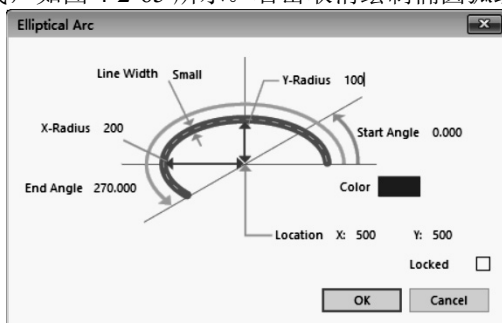 Elliptical Arc
Line Width Small
Y-Radius 100
X-Radius 200
Start Angle 0.000
End Angle 270.000
Color
Location X: 500 Y: 500
Locked
OK Cancel